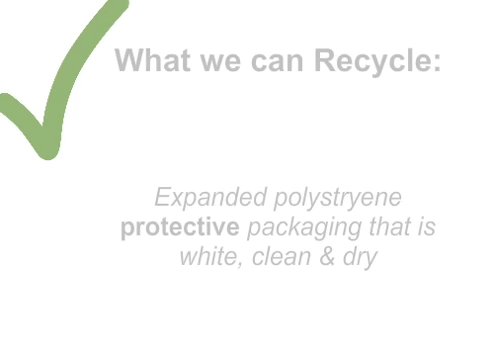 What we can Recycle:
Expanded polystryene
protective packaging that is
white, clean & dry